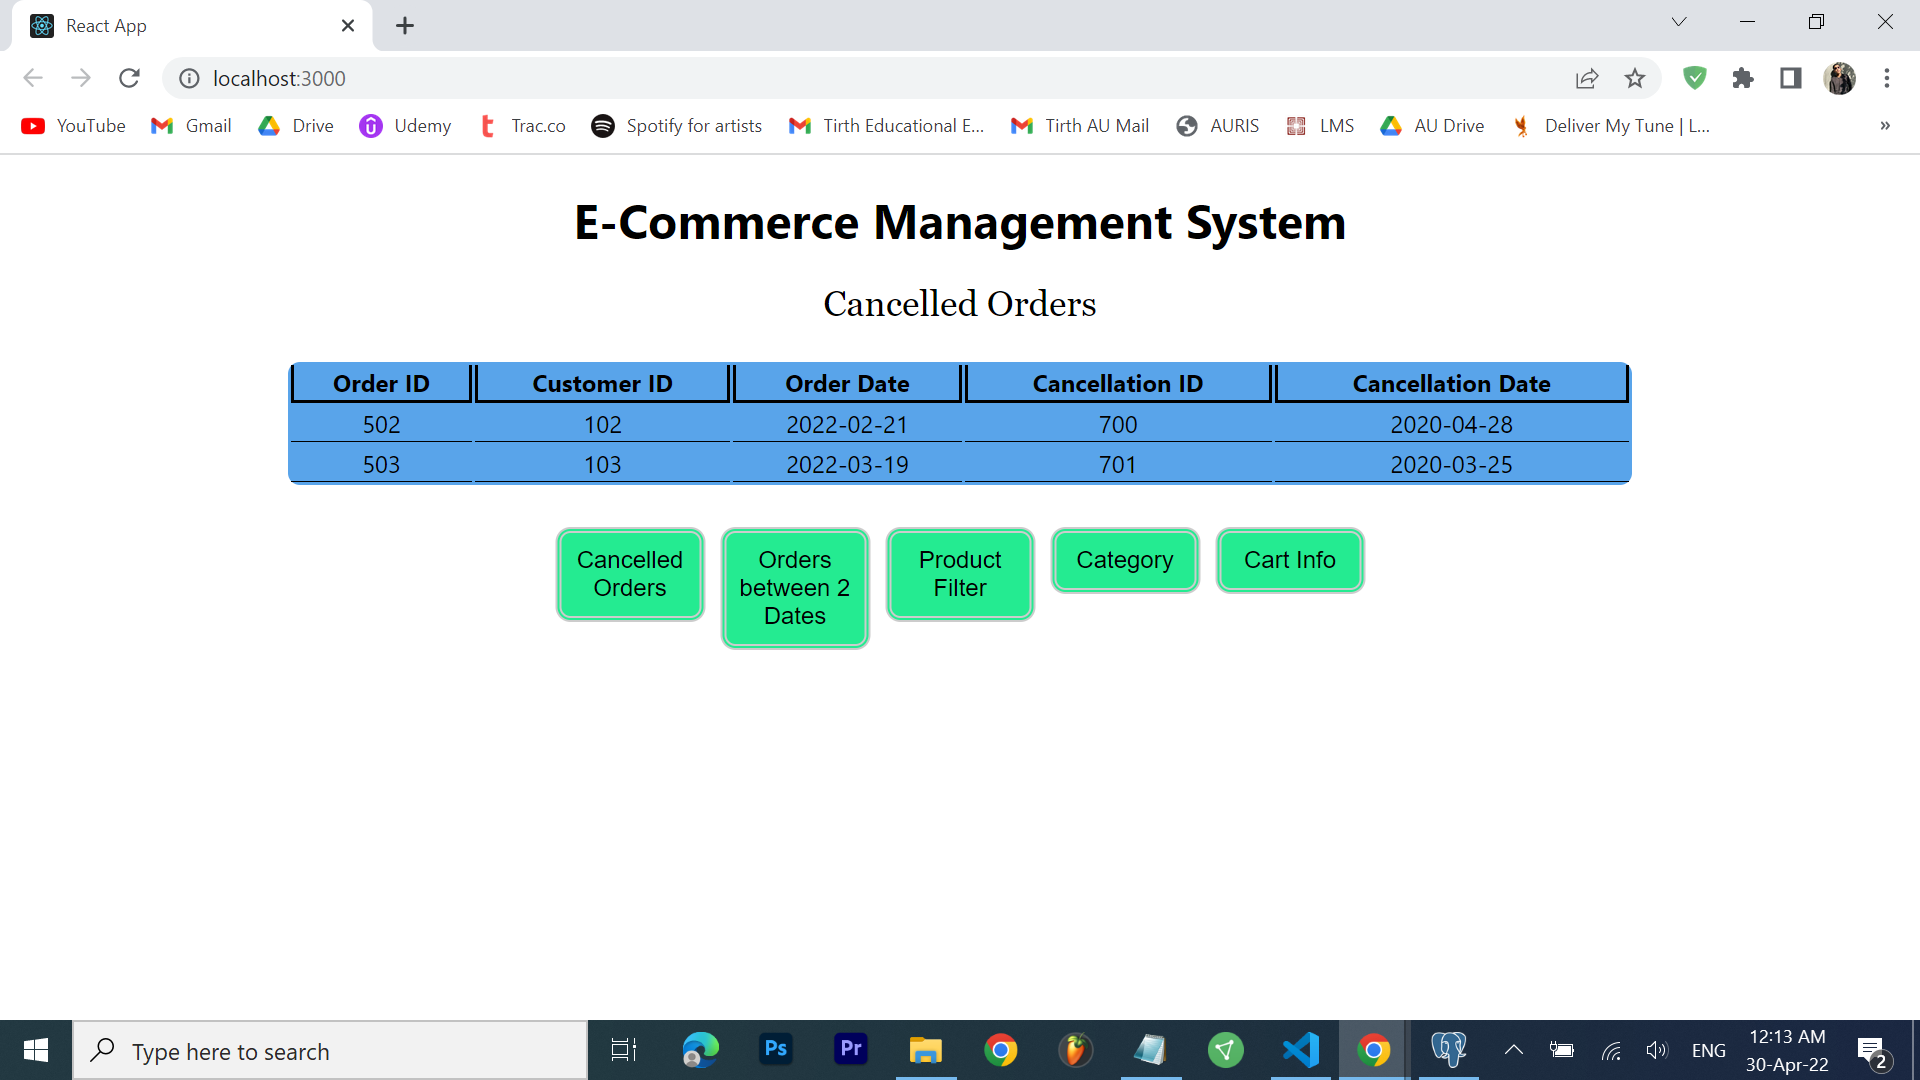 React App
localhost:3000
YouTube Gmail Drive Udemy Trac.co Spotify for artists Tirth Educational E... Tirth AU Mail AURIS LMS AU Drive Deliver My Tune | L... »
E-Commerce Management System
Cancelled Orders
Order ID Customer ID Order Date Cancellation ID Cancellation Date
502 102 2022-02-21 700 2020-04-28
503 103 2022-03-19 701 2020-03-25
Cancelled
Orders
Orders
between 2
Dates
Product
Filter
Category
Cart Info
Type here to search
Ps
Pr
ENG
12:13 AM
30-Apr-22
2